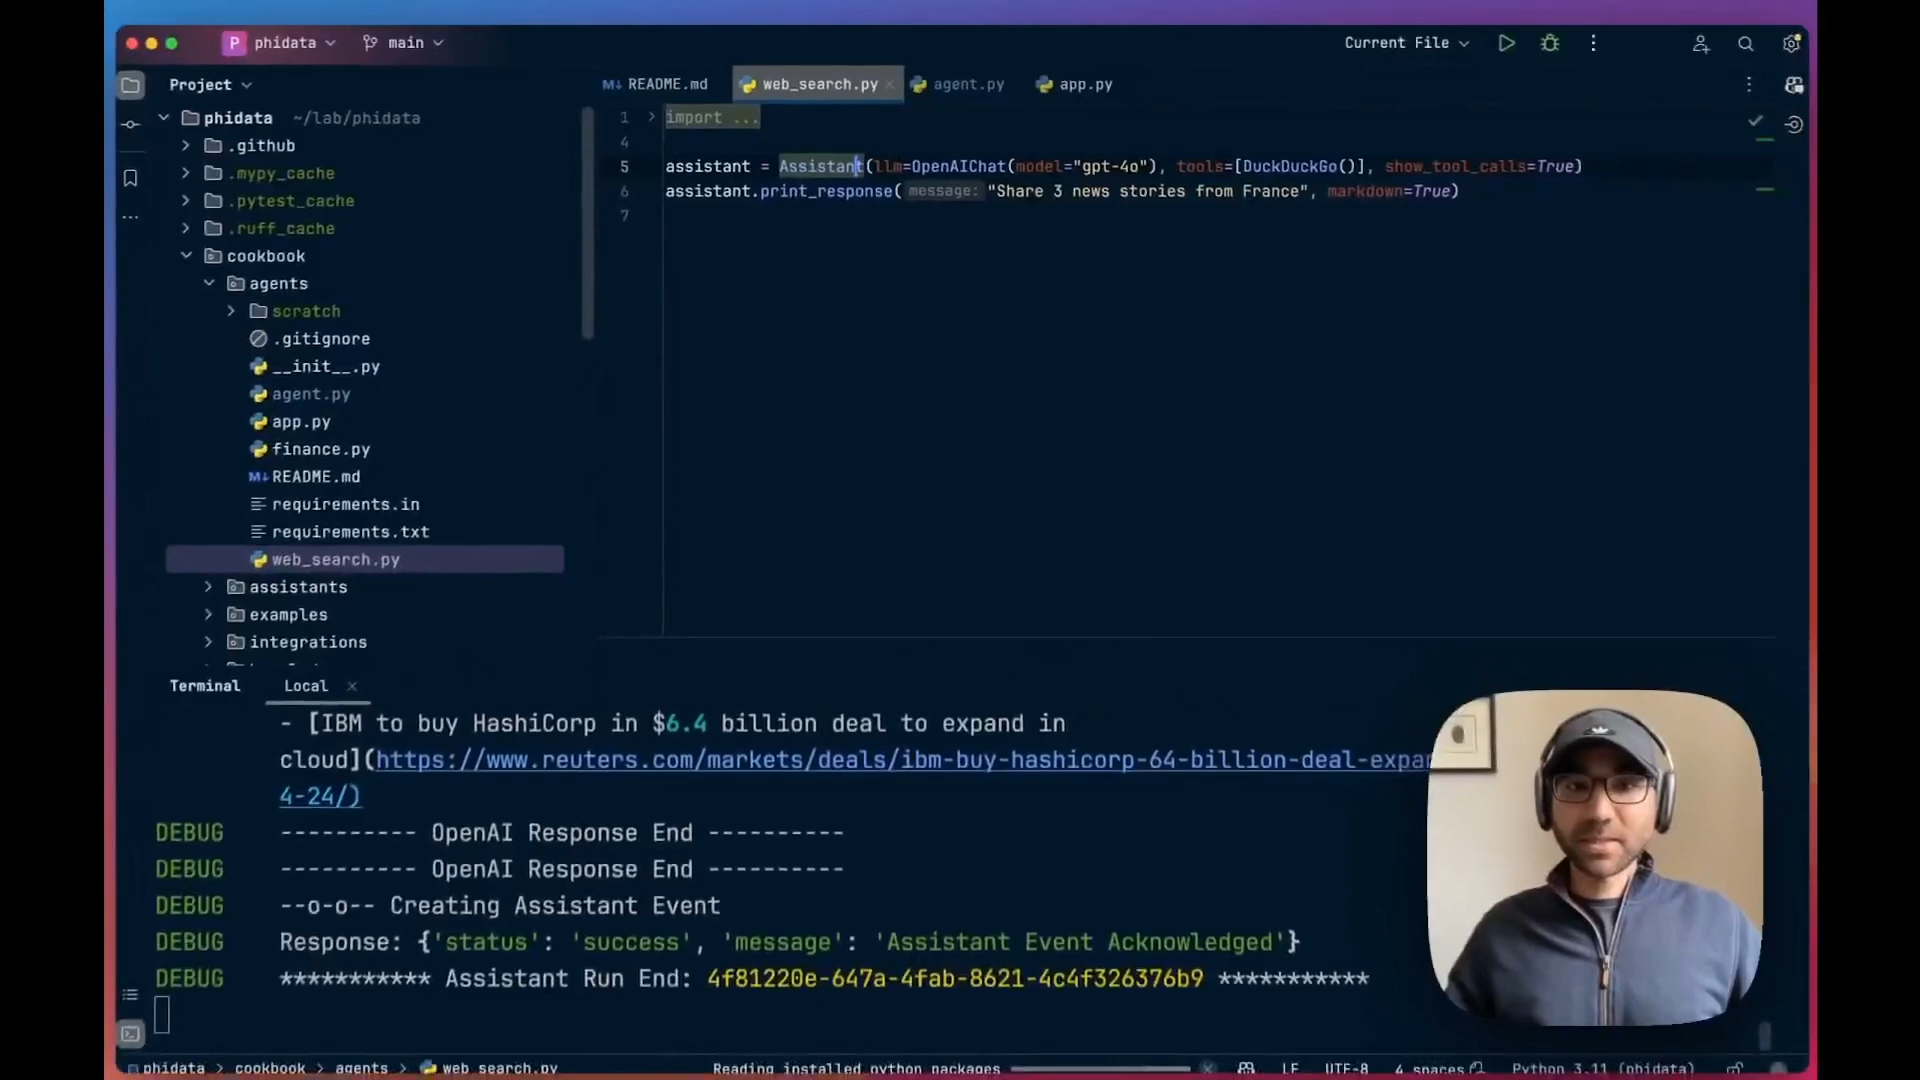 P phidata main
Current File
Project
README.md web_search.py agent.py app.py
phidata ~/lab/phidata
.github
.mypy_cache
.pytest_cache
.ruff_cache
cookbook
agents
scratch
.gitignore
__init__.py
agent.py
app.py
finance.py
README.md
requirements.in
requirements.txt
web_search.py
assistants
examples
integrations
1 import ...
4
5 assistant = Assistant(llm=OpenAIChat(model="gpt-4o"), tools=[DuckDuckGo()], show_tool_calls=True)
6 assistant.print_response( message: "Share 3 news stories from France", markdown=True)
7
Terminal Local
- [IBM to buy HashiCorp in $6.4 billion deal to expand in
cloud](https://www.reuters.com/markets/deals/ibm-buy-hashicorp-64-billion-deal-expan
4-24/)
DEBUG ---------- OpenAI Response End ----------
DEBUG ---------- OpenAI Response End ----------
DEBUG --o-o-- Creating Assistant Event
DEBUG Response: {'status': 'success', 'message': 'Assistant Event Acknowledged'}
DEBUG *********** Assistant Run End: 4f81220e-647a-4fab-8621-4c4f326376b9 ***********
phidata > cookbook > agents > web_search.py Reading installed python packages LF UTF-8 4 spaces Python 3.11 (phidata)